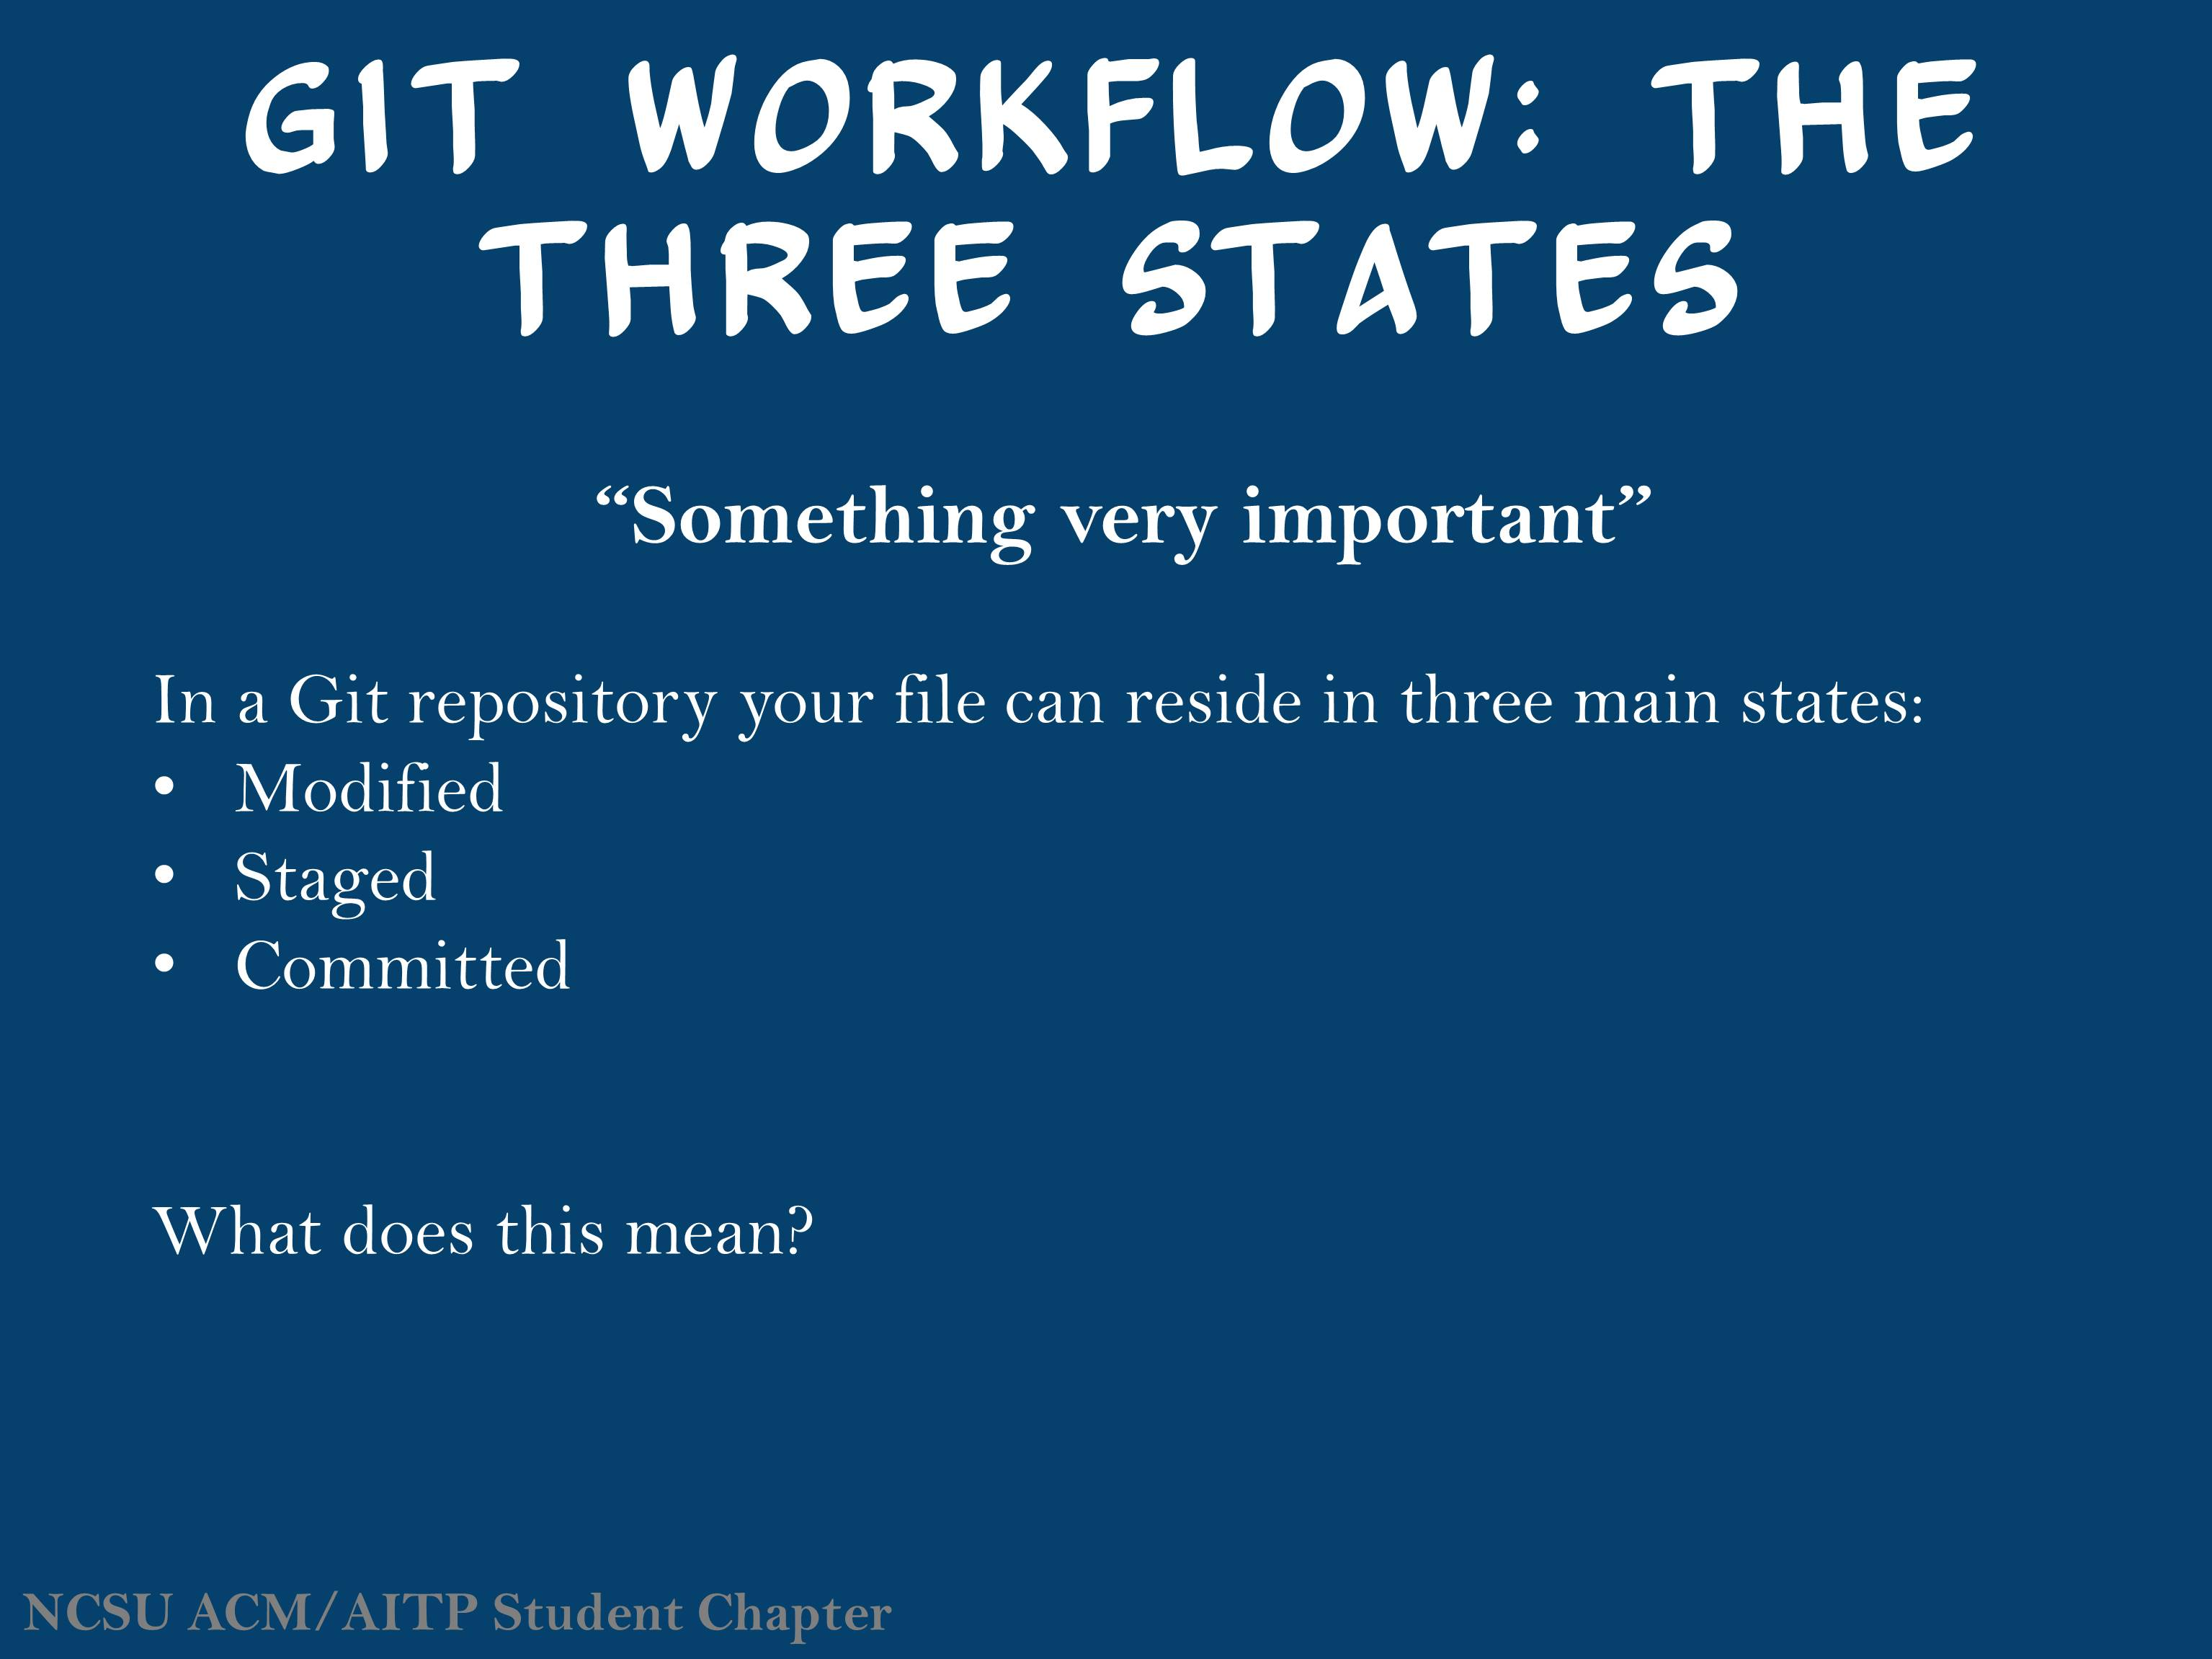 GIT WORKFLOW: THE
THREE STATES
“Something very important”
In a Git repository your file can reside in three main states:
• Modified
• Staged
• Committed
What does this mean?
NCSU ACM/AITP Student Chapter